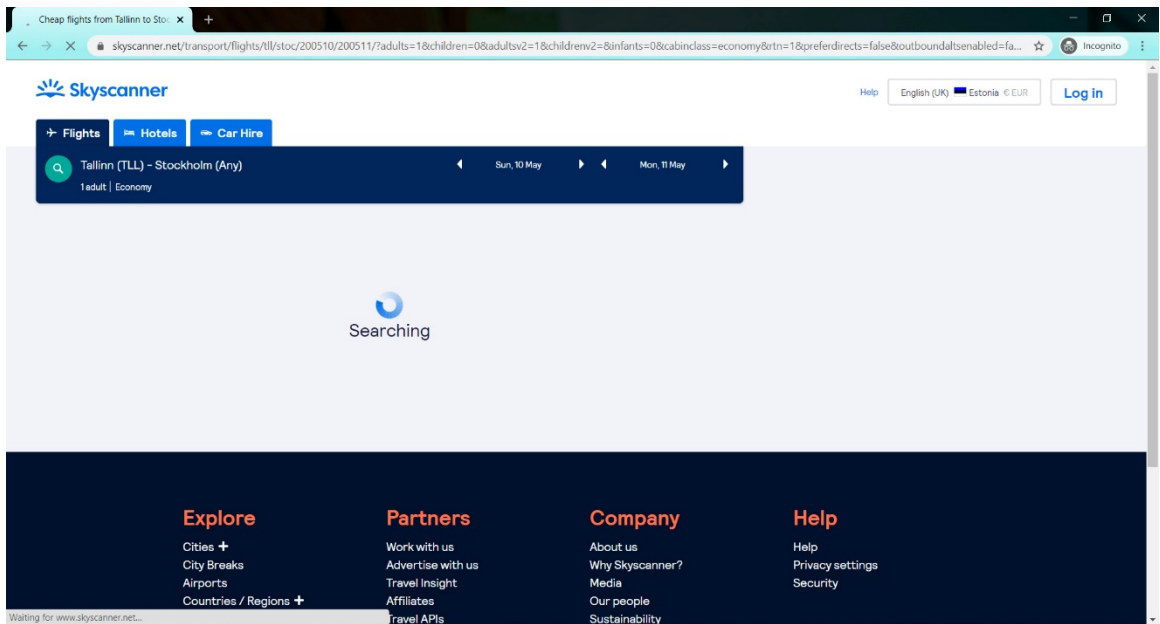 Cheap flights from Tallinn to Stoc
skyscanner.net/transport/flights/tll/stoc/200510/200511/?adults=1&children=0&adultsv2=1&childrenv2=&infants=0&cabinclass=economy&rtn=1&preferdirects=false&outboundaltsenabled=fa...
Incognito
Skyscanner
Help
English (UK) Estonia € EUR
Log in
Flights
Hotels
Car Hire
Tallinn (TLL) - Stockholm (Any)
Sun, 10 May
Mon, 11 May
1 adult | Economy
Searching
Explore
Cities +
City Breaks
Airports
Countries / Regions +
Partners
Work with us
Advertise with us
Travel Insight
Affiliates
Travel APIs
Company
About us
Why Skyscanner?
Media
Our people
Sustainability
Help
Help
Privacy settings
Security
Waiting for www.skyscanner.net...